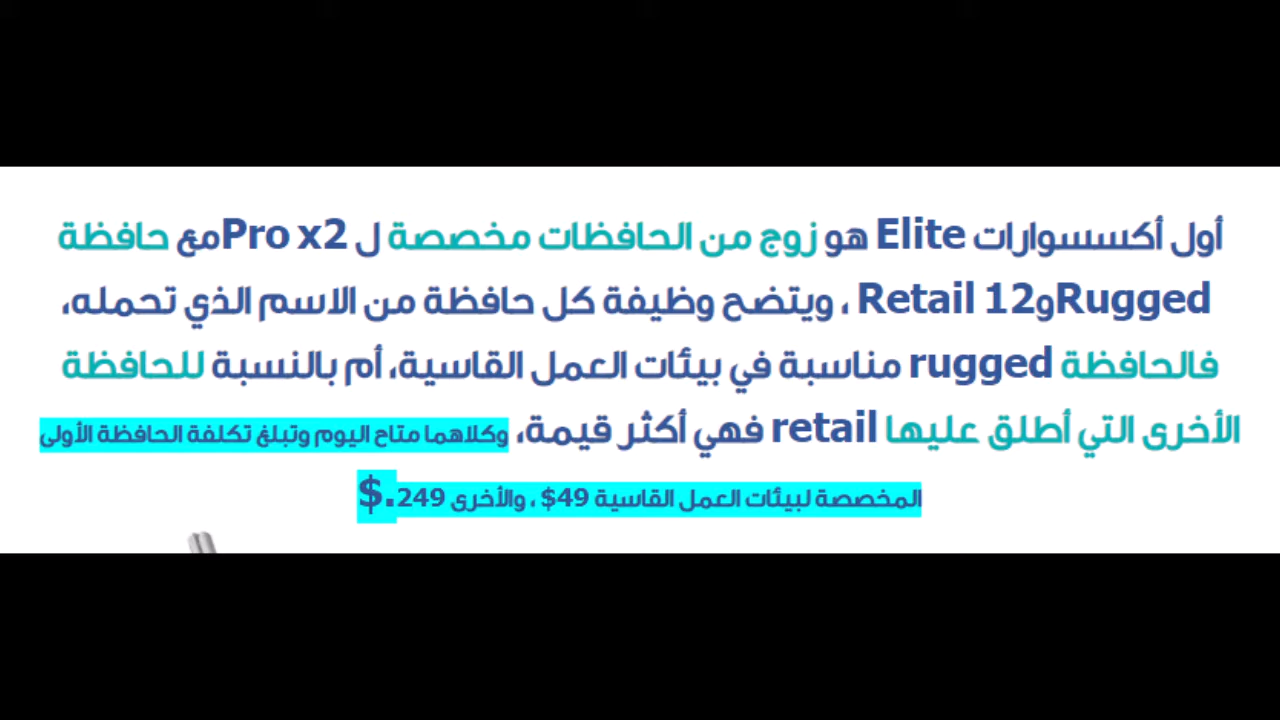 أول أكسسوارات Elite هو زوج من الحافظات مخصصة ل Pro x2مع حافظة
Ruggedو12 Retail ، ويتضح وظيفة كل حافظة من الاسم الذي تحمله،
فالحافظة rugged مناسبة في بيئات العمل القاسية، أم بالنسبة للحافظة
الأخرى التي أطلق عليها retail فهي أكثر قيمة، وكلاهما متاح اليوم وتبلغ تكلفة الحافظة الأولى
المخصصة لبيئات العمل القاسية 49$ ، والأخرى 249.$